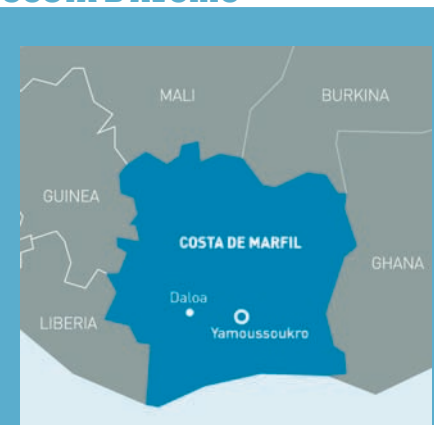 MALI
BURKINA
GUINEA
COSTA DE MARFIL
GHANA
Daloa
LIBERIA
Yamoussoukro